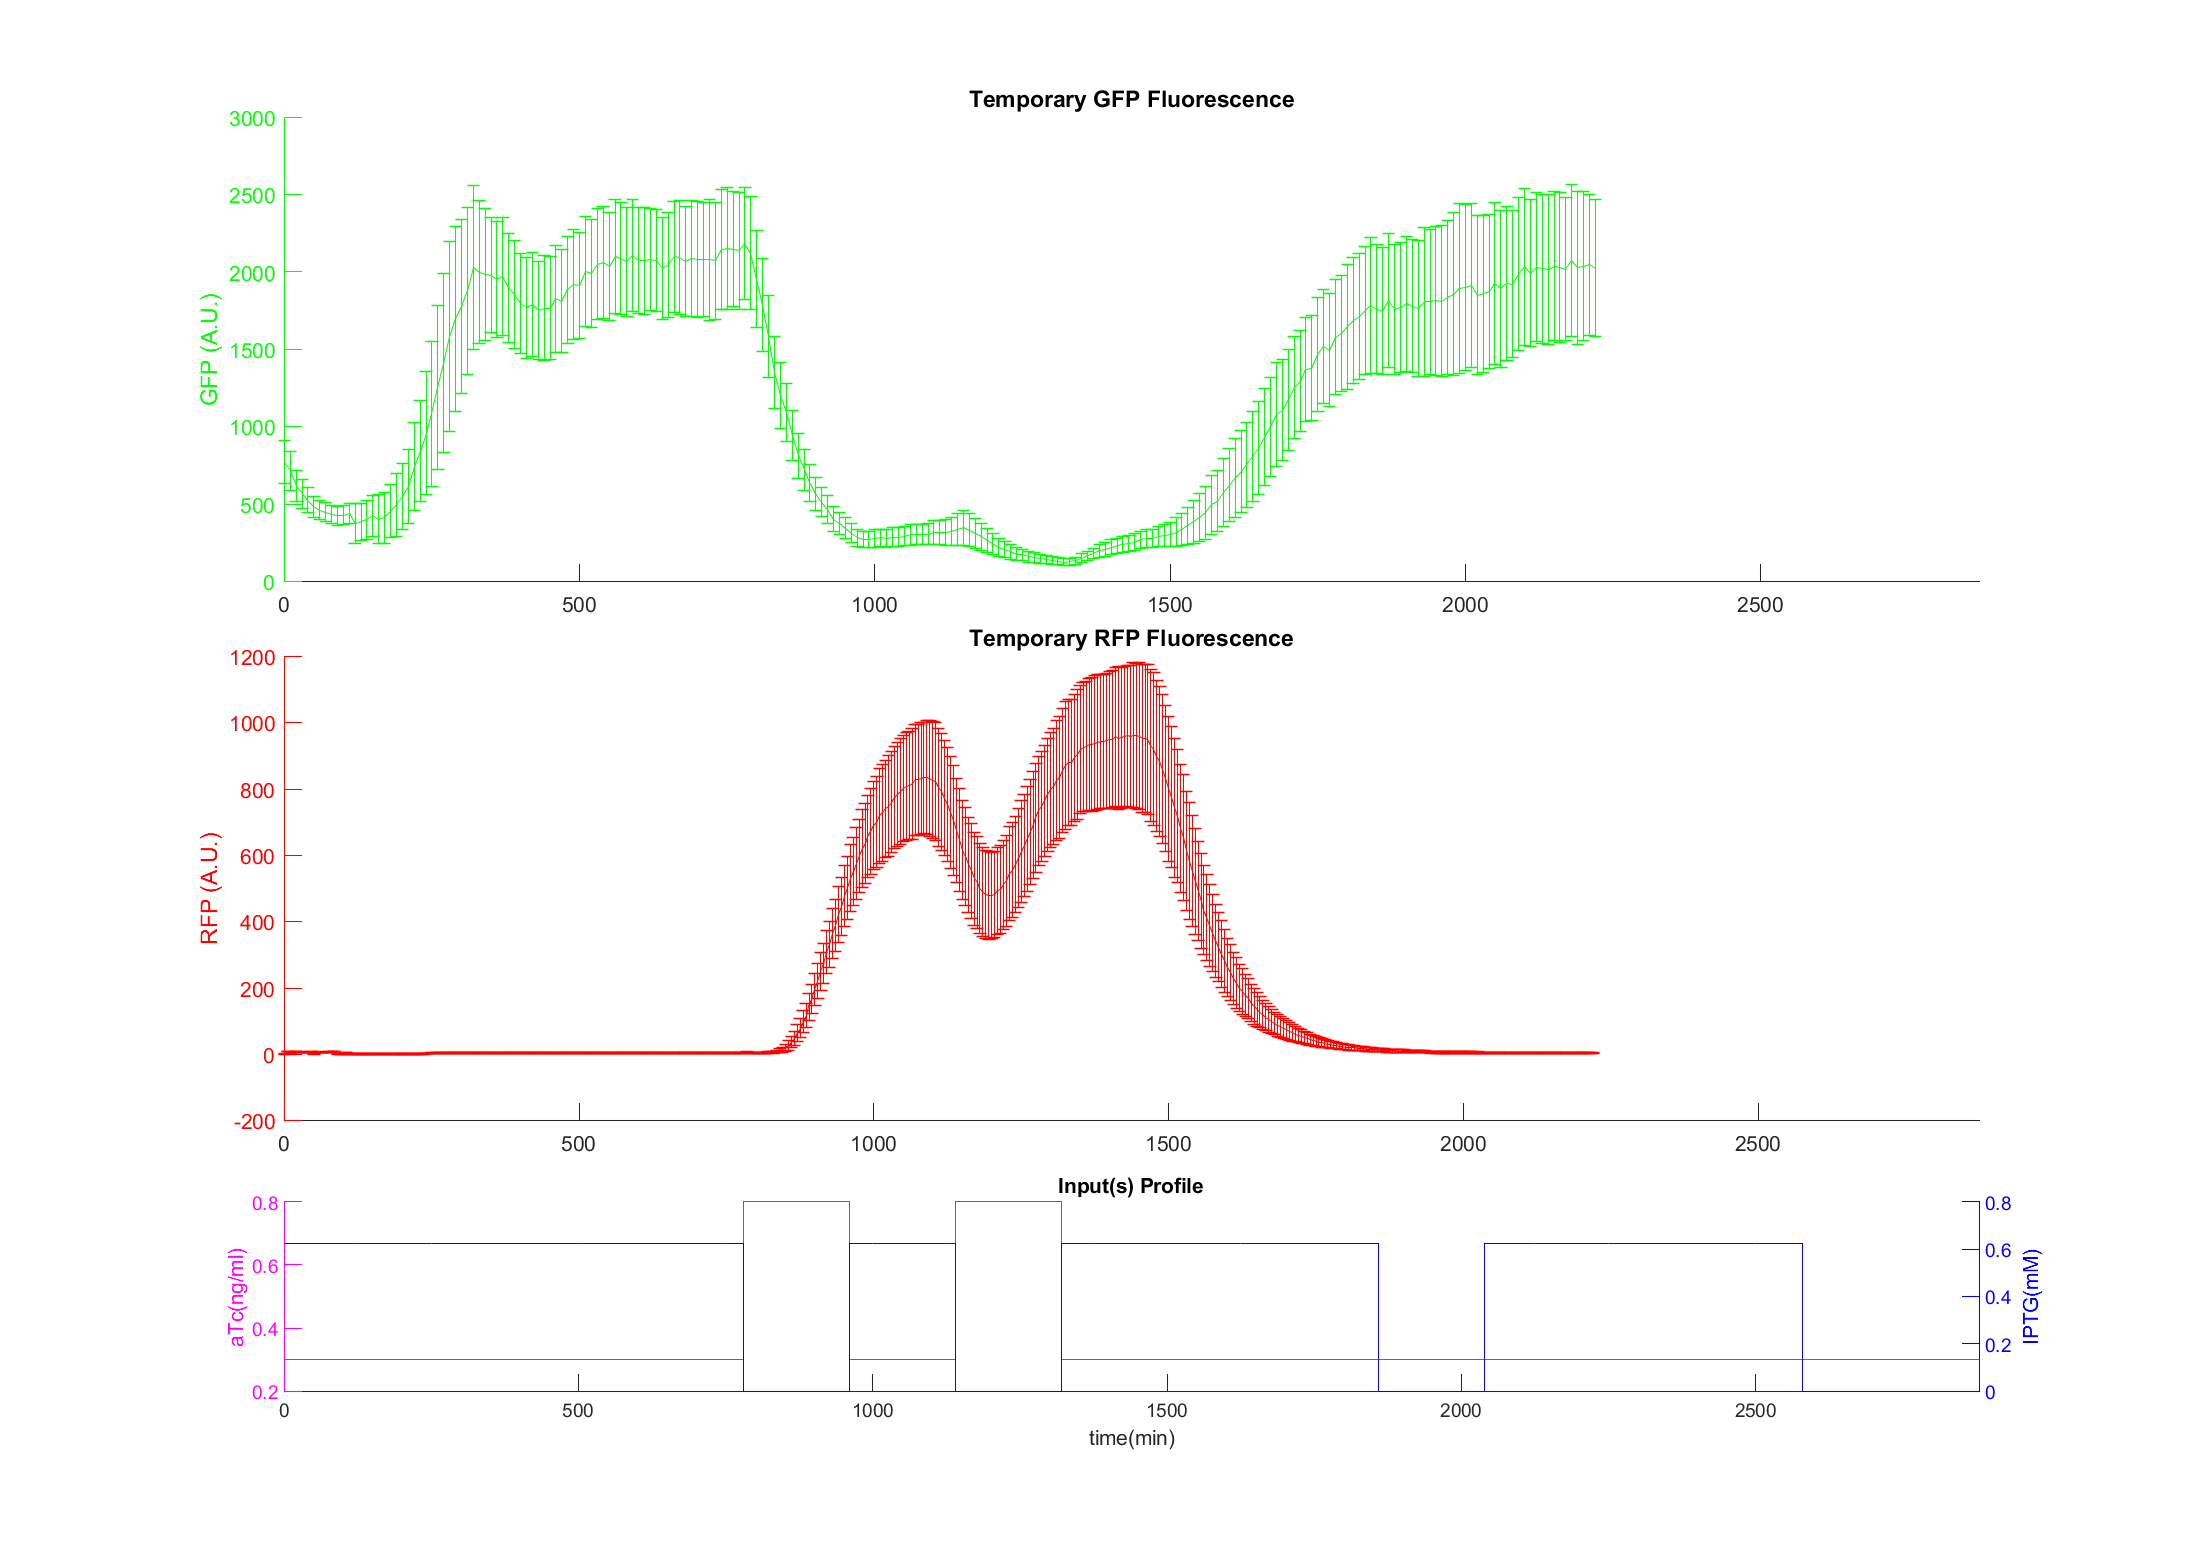 Temporary GFP Fluorescence
3000
2500
2000
1500
1000
500
0
GFP (A.U.)
0 500 1000 1500 2000 2500
Temporary RFP Fluorescence
1200
1000
800
600
400
200
0
-200
RFP (A.U.)
0 500 1000 1500 2000 2500
Input(s) Profile
0.8
0.6
0.4
0.2
aTc(ng/ml)
0.8
0.6
0.4
0.2
0
IPTG(mM)
0 500 1000 1500 2000 2500
time(min)